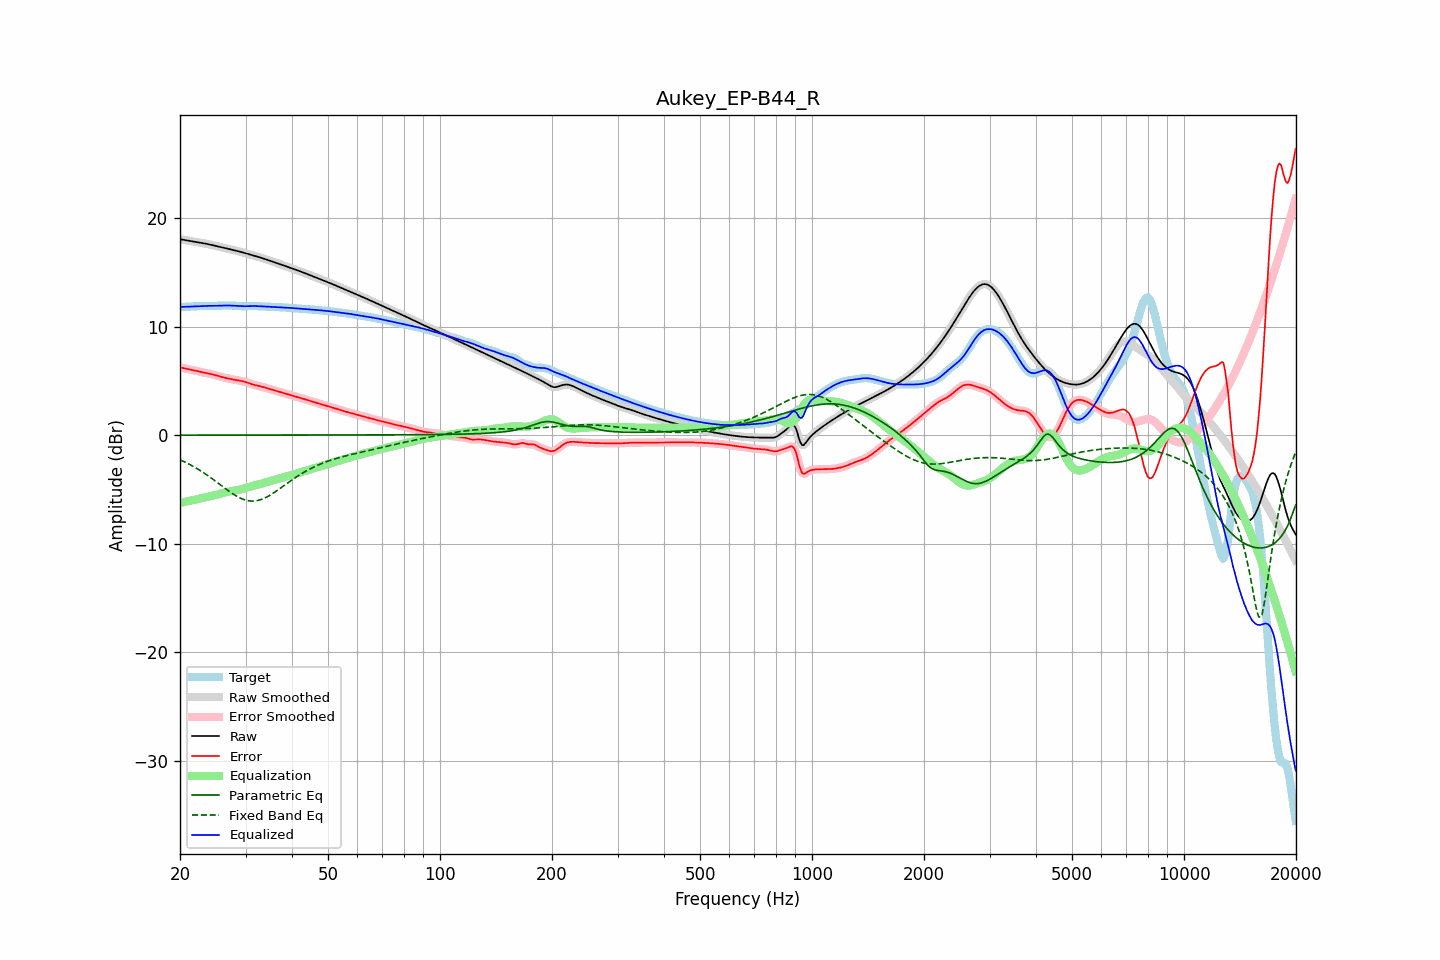 Aukey_EP-B44_R
Amplitude (dBr)
20
10
0
−10
−20
−30
Target
Raw Smoothed
Error Smoothed
Raw
Error
Equalization
Parametric Eq
Fixed Band Eq
Equalized
20 50 100 200 500 1000 2000 5000 10000 20000
Frequency (Hz)